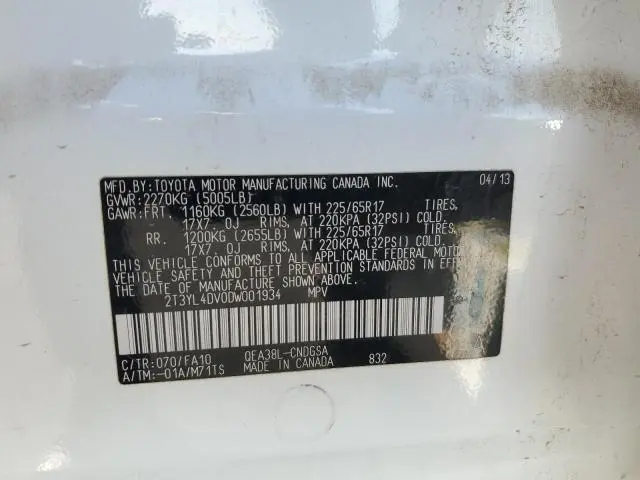 MFD.BY:TOYOTA MOTOR MANUFACTURING CANADA INC. 04/13
GVWR:2270KG (5005LB)
GAWR:FRT. 1160KG (2560LB) WITH 225/65R17 TIRES,
17X7 0J RIMS, AT 220KPA (32PSI) COLD.
RR. 1200KG (2655LB) WITH 225/65R17 TIRES,
17X7 0J RIMS, AT 220KPA (32PSI) COLD.
THIS VEHICLE CONFORMS TO ALL APPLICABLE FEDERAL MOTOR
VEHICLE SAFETY AND THEFT PREVENTION STANDARDS IN EFFECT
THE DATE OF MANUFACTURE SHOWN ABOVE.
2T3YL4DV0DW001934 MPV
C/TR:070/FA10 QEA38L-CNDGSA
A/TM:-01A/M71TS MADE IN CANADA 832